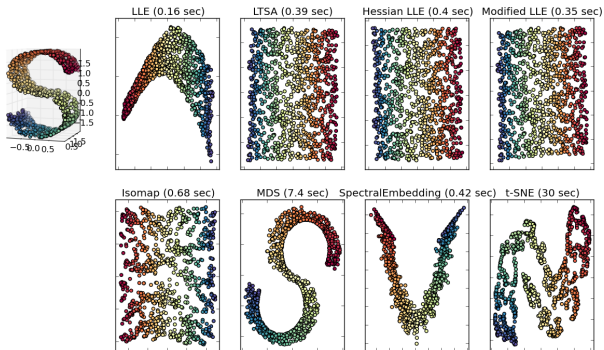 LLE (0.16 sec)
LTSA (0.39 sec)
Hessian LLE (0.4 sec)
Modified LLE (0.35 sec)
1.5
1.0
0.5
0.0
0.5
1.0
1.5
−0.5 0.0 0.5
Isomap (0.68 sec)
MDS (7.4 sec)
SpectralEmbedding (0.42 sec)
t-SNE (30 sec)